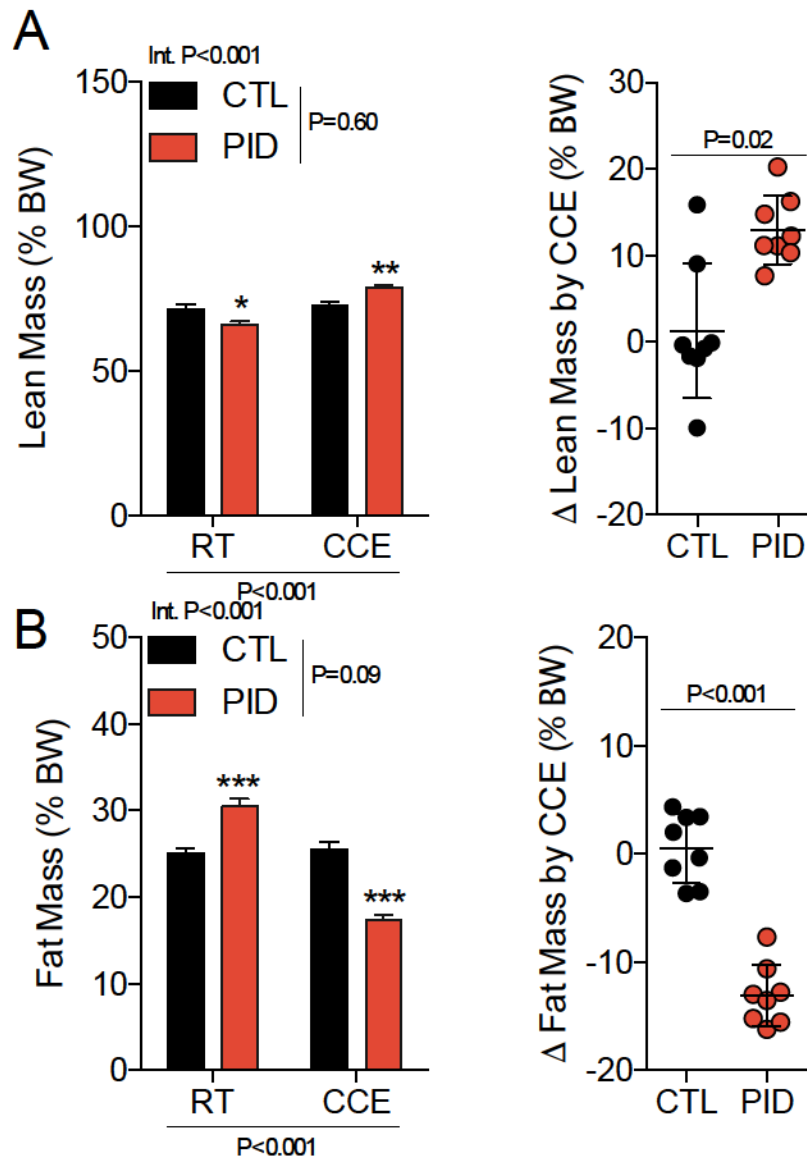 A
Int. P<0.001
CTL
PID
P=0.60
Lean Mass (% BW)
150
100
50
0
*
**
RT
CCE
P<0.001
Δ Lean Mass by CCE (% BW)
30
20
10
0
-10
-20
P=0.02
CTL
PID
B
Int. P<0.001
CTL
PID
P=0.09
Fat Mass (% BW)
50
40
30
20
10
0
***
***
RT
CCE
P<0.001
Δ Fat Mass by CCE (% BW)
20
10
0
-10
-20
P<0.001
CTL
PID